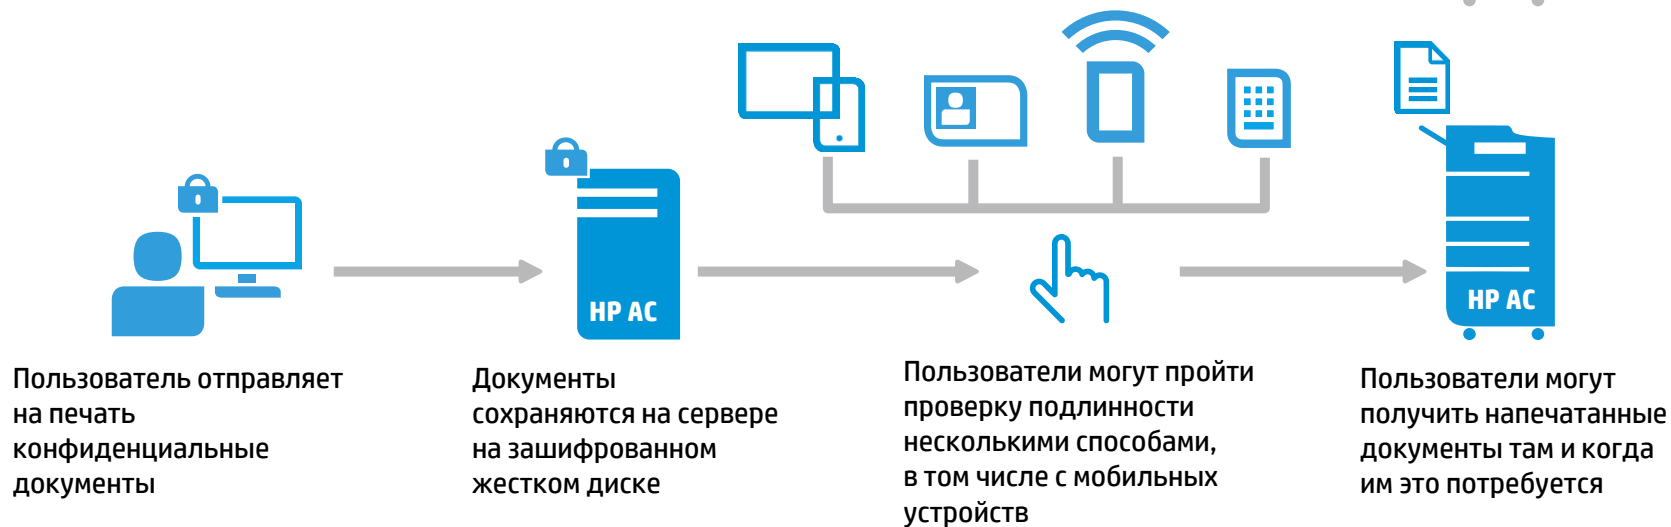 HP AC
HP AC
Пользователь отправляет
на печать
конфиденциальные
документы
Документы
сохраняются на сервере
на зашифрованном
жестком диске
Пользователи могут пройти
проверку подлинности
несколькими способами,
в том числе с мобильных
устройств
Пользователи могут
получить напечатанные
документы там и когда
им это потребуется